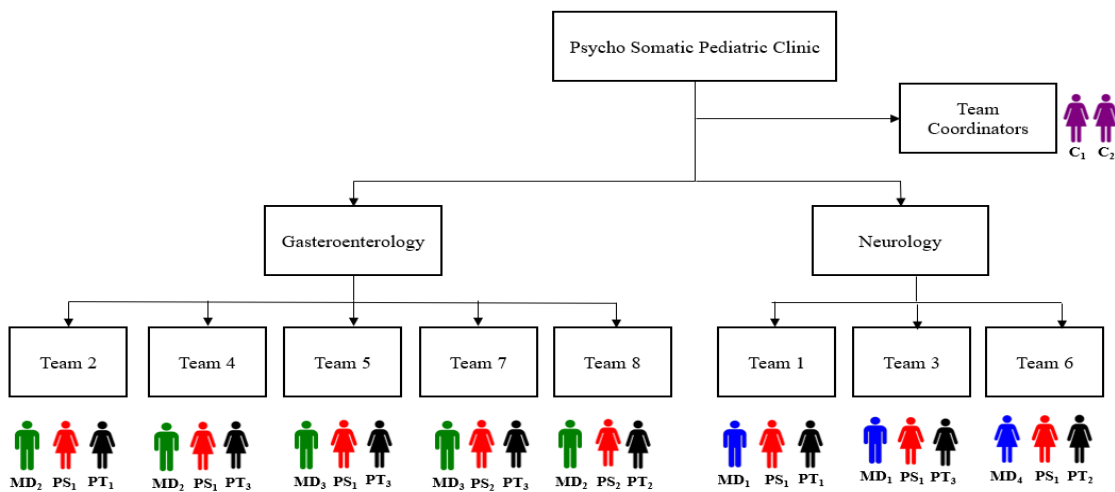 Psycho Somatic Pediatric Clinic
Team
Coordinators
C₁ C₂
Gasteroenterology
Neurology
Team 2
Team 4
Team 5
Team 7
Team 8
Team 1
Team 3
Team 6
MD₂ PS₁ PT₁
MD₂ PS₁ PT₃
MD₃ PS₁ PT₃
MD₃ PS₂ PT₃
MD₂ PS₂ PT₂
MD₁ PS₁ PT₁
MD₁ PS₁ PT₃
MD₄ PS₁ PT₂